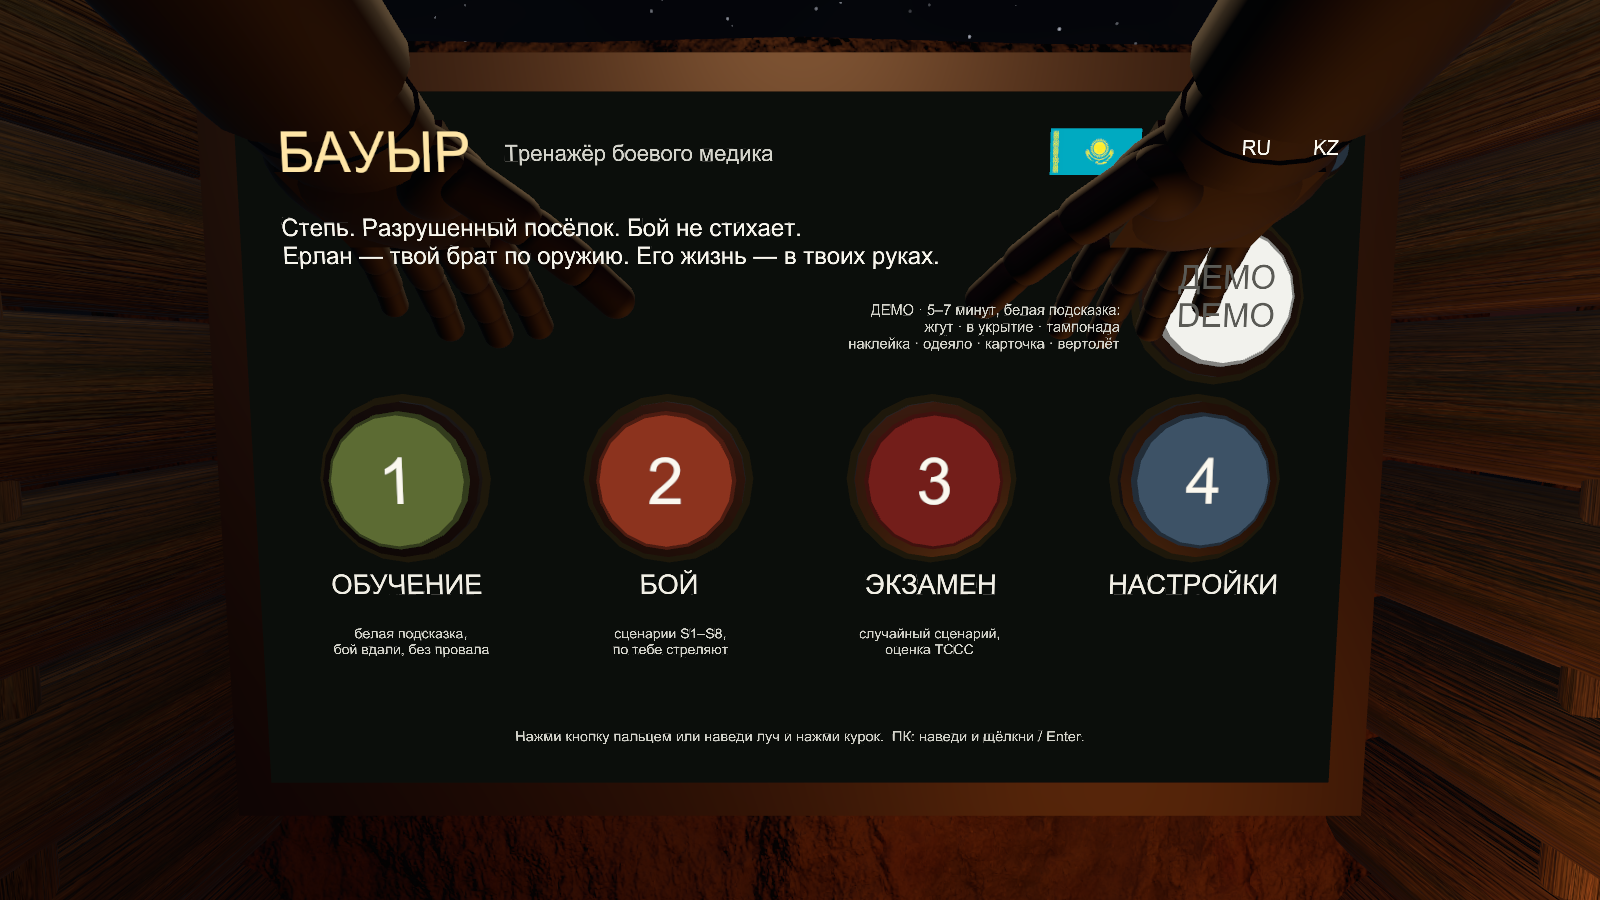 БАУЫР
Тренажёр боевого медика
RU
KZ
Степь. Разрушенный посёлок. Бой не стихает.
Ерлан — твой брат по оружию. Его жизнь — в твоих руках.
ДЕМО
DEMO
ДЕМО · 5–7 минут, белая подсказка:
жгут · в укрытие · тампонада
наклейка · одеяло · карточка · вертолёт
1
2
3
4
ОБУЧЕНИЕ
БОЙ
ЭКЗАМЕН
НАСТРОЙКИ
белая подсказка,
бой вдали, без провала
сценарии S1–S8,
по тебе стреляют
случайный сценарий,
оценка ТССС
Нажми кнопку пальцем или наведи луч и нажми курок. ПК: наведи и щёлкни / Enter.